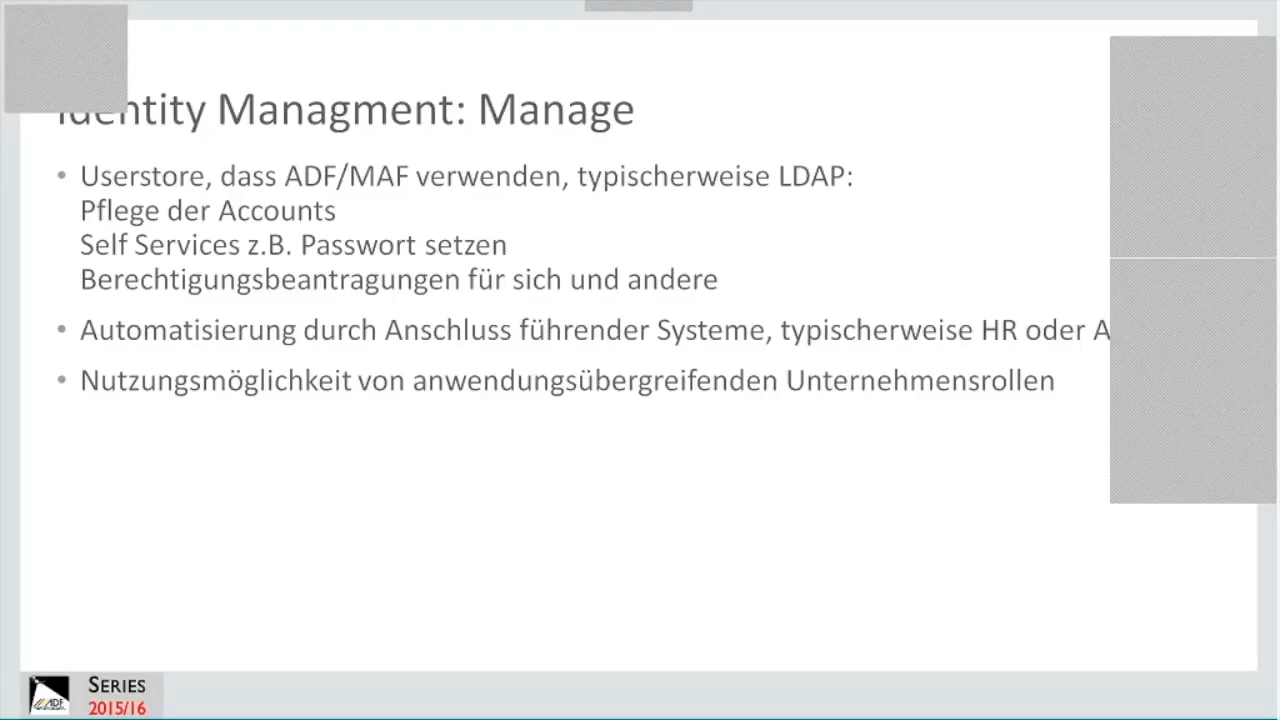 Identity Managment: Manage
• Userstore, dass ADF/MAF verwenden, typischerweise LDAP:
Pflege der Accounts
Self Services z.B. Passwort setzen
Berechtigungsbeantragungen für sich und andere
• Automatisierung durch Anschluss führender Systeme, typischerweise HR oder
• Nutzungsmöglichkeit von anwendungsübergreifenden Unternehmensrollen
ADF
SERIES
2015/16